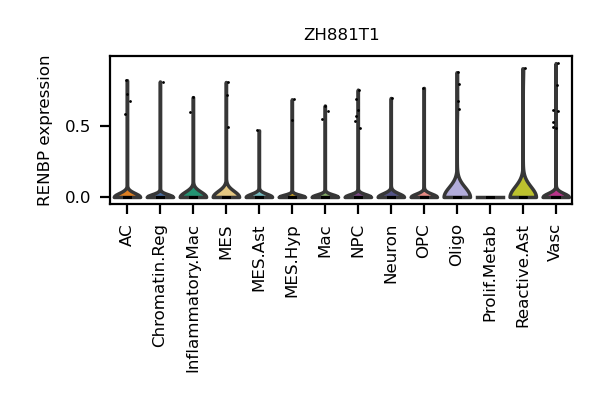 ZH881T1
RENBP expression
0.5
0.0
AC
Chromatin.Reg
Inflammatory.Mac
MES
MES.Ast
MES.Hyp
Mac
NPC
Neuron
OPC
Oligo
Prolif.Metab
Reactive.Ast
Vasc